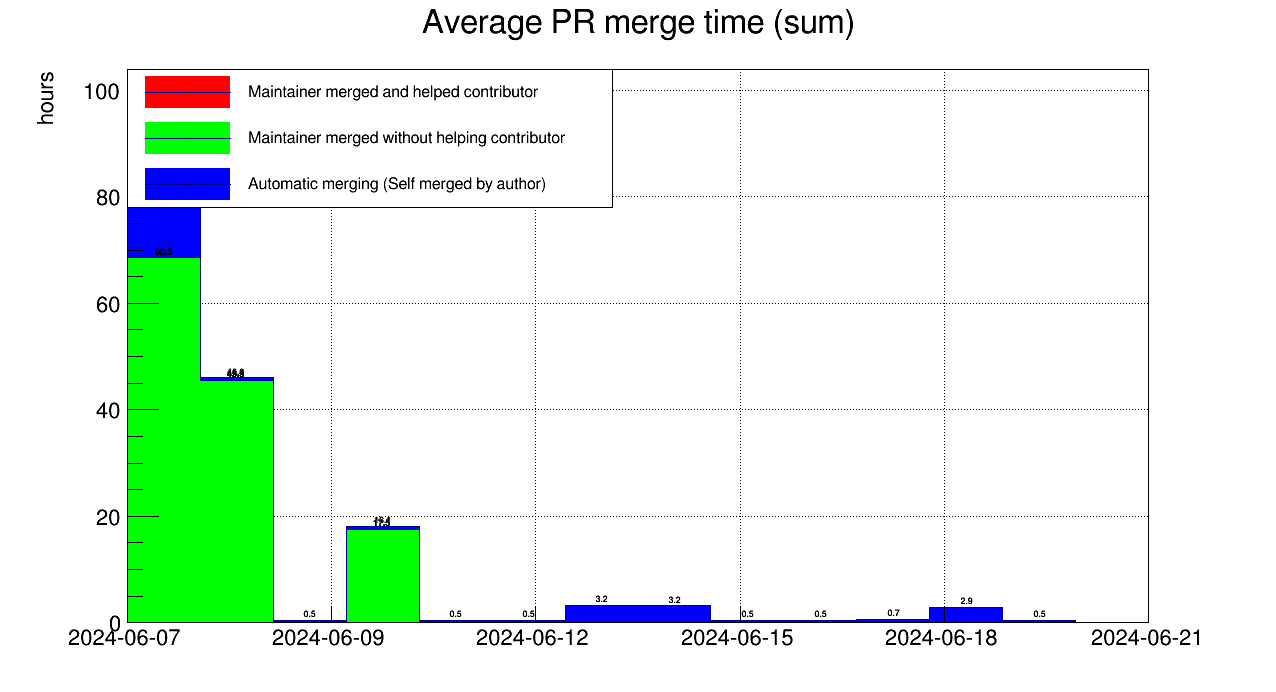 Average PR merge time (sum)
hours
100
80
60
40
20
0
Maintainer merged and helped contributor
Maintainer merged without helping contributor
Automatic merging (Self merged by author)
0.5
0.5
0.5
3.2
3.2
0.5
0.5
0.7
2.9
0.5
2024-06-07 2024-06-09 2024-06-12 2024-06-15 2024-06-18 2024-06-21